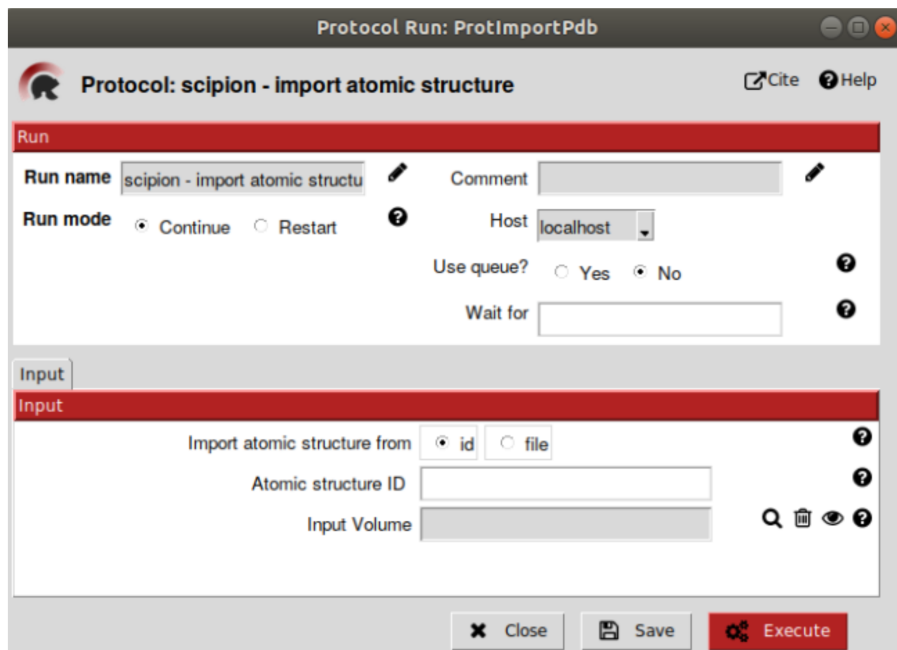 Protocol Run: ProtImportPdb
Protocol: scipion - import atomic structure
Cite
Help
Run
Run name scipion - import atomic structu
Comment
Run mode Continue Restart
Host localhost
Use queue? Yes No
Wait for
Input
Input
Import atomic structure from id file
Atomic structure ID
Input Volume
Close Save Execute